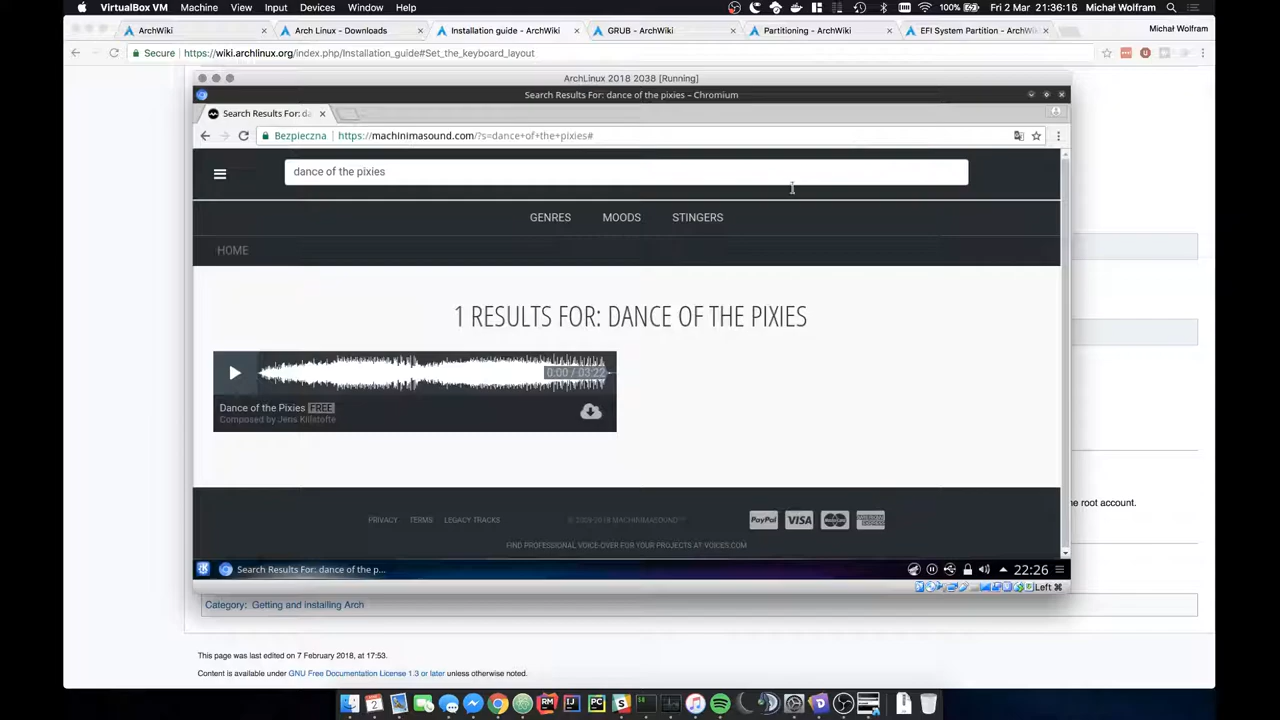 VirtualBox VM Machine View Input Devices Help 100% Fri 2 Mar 21:36:16 Michał Wolfram
ArchWiki Arch Linux - Downloads Installation guide - ArchWiki GRUB - ArchWiki Partitioning - ArchWiki EFI System Partition - ArchWiki Michał Wolfram
Secure https://wiki.archlinux.org/index.php/Installation_guide#Set_the_keyboard_layout
ArchLinux 2018 2038 [Running]
Search Results For: dance of the pixies – Chromium
Search Results For: da
Bezpieczna https://machinimasound.com/?s=dance+of+the+pixies#
dance of the pixies
GENRES MOODS STINGERS
HOME
1 RESULTS FOR: DANCE OF THE PIXIES
0:00 / 03:22
Dance of the Pixies FREE
Composed by Jens Kiilstofte
PRIVACY TERMS LEGACY TRACKS © 2009-2018 MACHINIMASOUND™ PayPal VISA MasterCard AMERICAN EXPRESS
FIND PROFESSIONAL VOICE-OVER FOR YOUR PROJECTS AT VOICES.COM
Search Results For: dance of the p... 22:26
Left ⌘
he root account.
Category: Getting and installing Arch
This page was last edited on 7 February 2018, at 17:53.
Content is available under GNU Free Documentation License 1.3 or later unless otherwise noted.